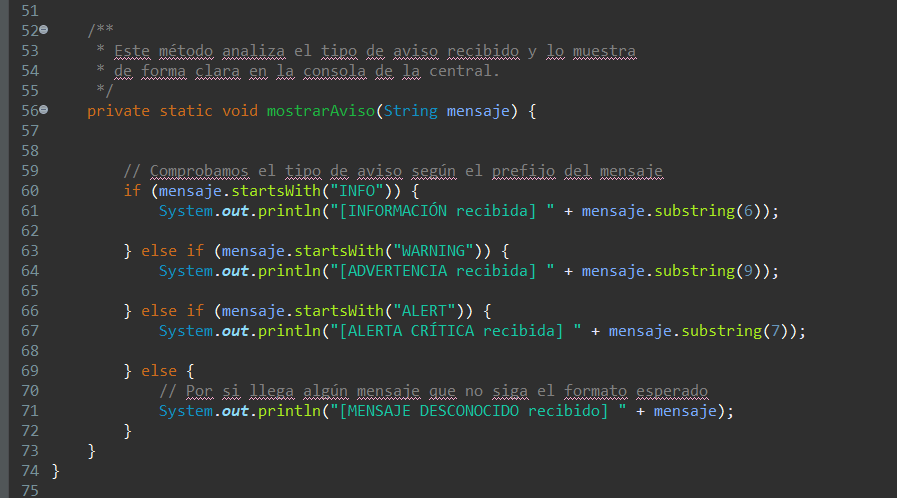 51
52 /**
53 * Este método analiza el tipo de aviso recibido y lo muestra
54 * de forma clara en la consola de la central.
55 */
56 private static void mostrarAviso(String mensaje) {
57
58
59 // Comprobamos el tipo de aviso según el prefijo del mensaje
60 if (mensaje.startsWith("INFO")) {
61 System.out.println("[INFORMACIÓN recibida] " + mensaje.substring(6));
62
63 } else if (mensaje.startsWith("WARNING")) {
64 System.out.println("[ADVERTENCIA recibida] " + mensaje.substring(9));
65
66 } else if (mensaje.startsWith("ALERT")) {
67 System.out.println("[ALERTA CRÍTICA recibida] " + mensaje.substring(7));
68
69 } else {
70 // Por si llega algún mensaje que no siga el formato esperado
71 System.out.println("[MENSAJE DESCONOCIDO recibido] " + mensaje);
72 }
73 }
74 }
75